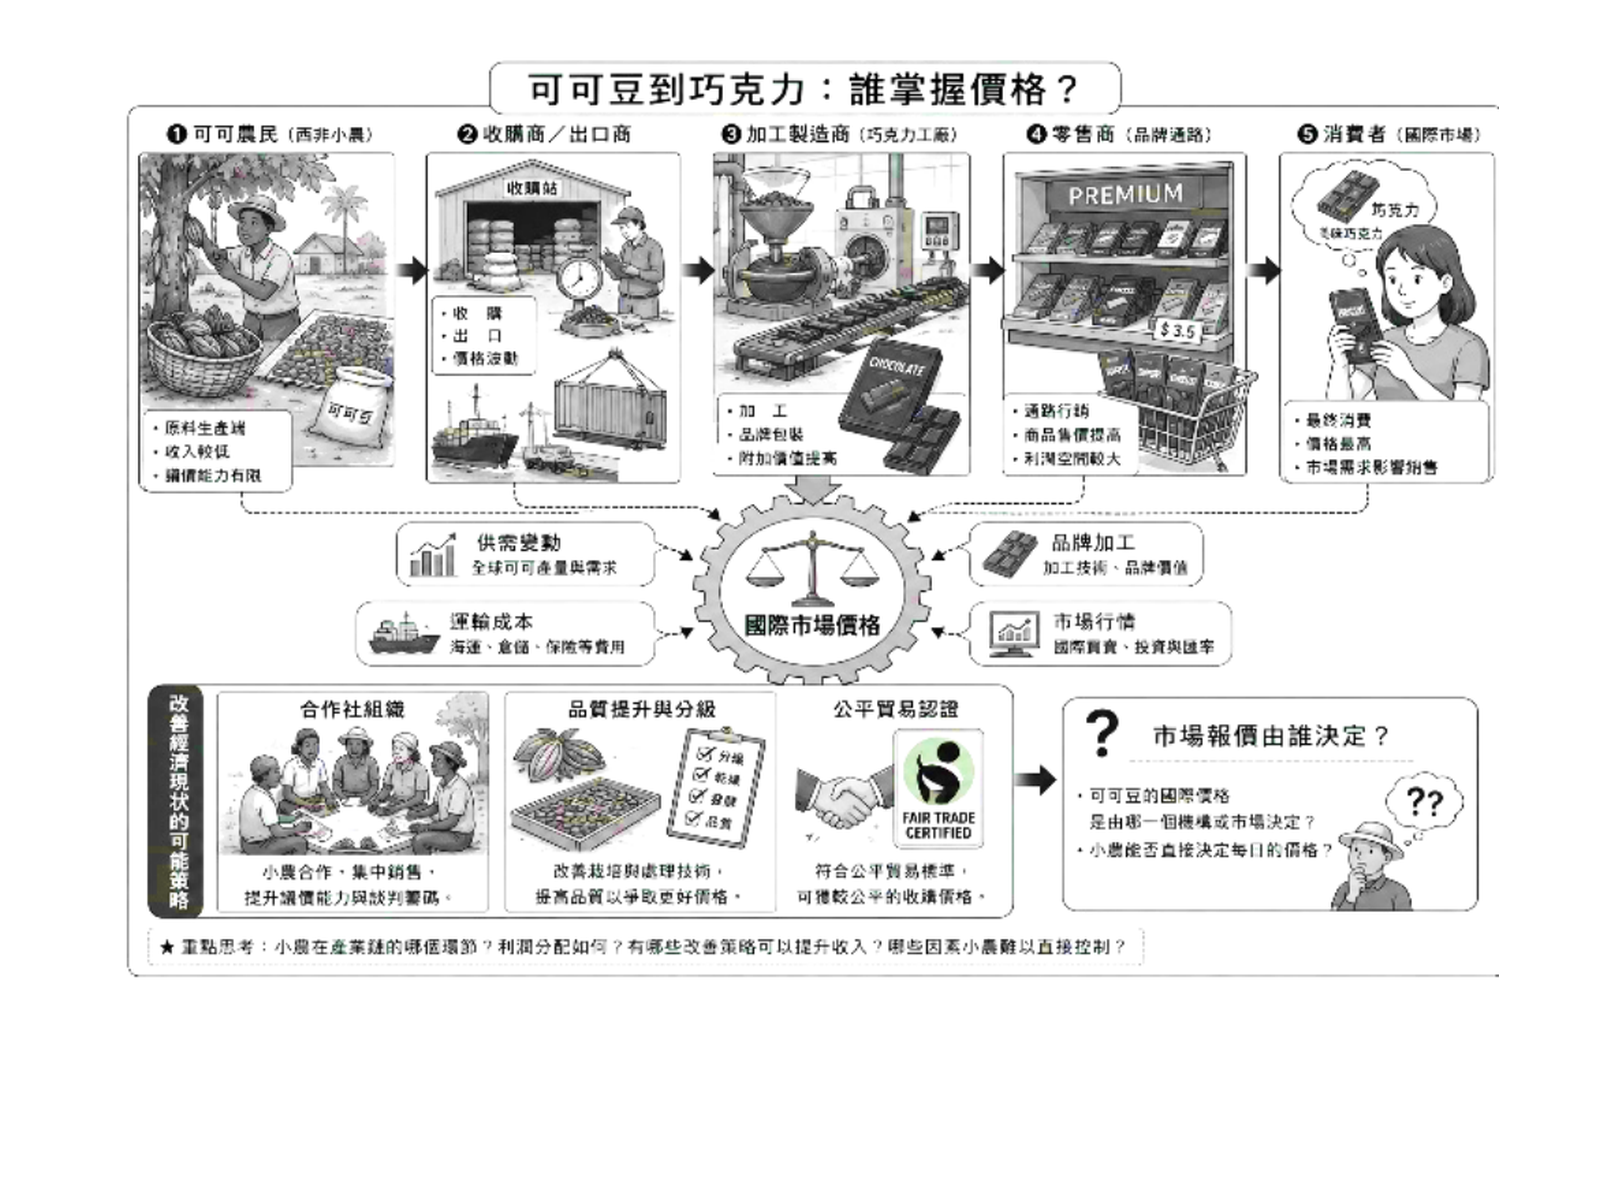 可可豆到巧克力：誰掌握價格？
❶ 可可農民（西非小農）
❷ 收購商／出口商
❸ 加工製造商（巧克力工廠）
❹ 零售商（品牌通路）
❺ 消費者（國際市場）
可可豆
・原料生產端
・收入較低
・議價能力有限
收購站
・收　購
・出　口
・價格波動
CHOCOLATE
・加　工
・品牌包裝
・附加價值提高
PREMIUM
$ 3.5
・通路行銷
・商品售價提高
・利潤空間較大
巧克力
美味巧克力
・最終消費
・價格最高
・市場需求影響銷售
供需變動
全球可可產量與需求
運輸成本
海運、倉儲、保險等費用
國際市場價格
品牌加工
加工技術、品牌價值
市場行情
國際買賣、投資與匯率
改善經濟現狀的可能策略
合作社組織
小農合作，集中銷售，
提升議價能力與談判籌碼。
品質提升與分級
分級
乾燥
發酵
品質
改善栽培與處理技術，
提高品質以爭取更好價格。
公平貿易認證
FAIR TRADE
CERTIFIED
符合公平貿易標準，
可獲較公平的收購價格。
? 市場報價由誰決定？
・可可豆的國際價格
是由哪一個機構或市場決定？
・小農能否直接決定每日的價格？
??
★ 重點思考：小農在產業鏈的哪個環節？利潤分配如何？有哪些改善策略可以提升收入？哪些因素小農難以直接控制？